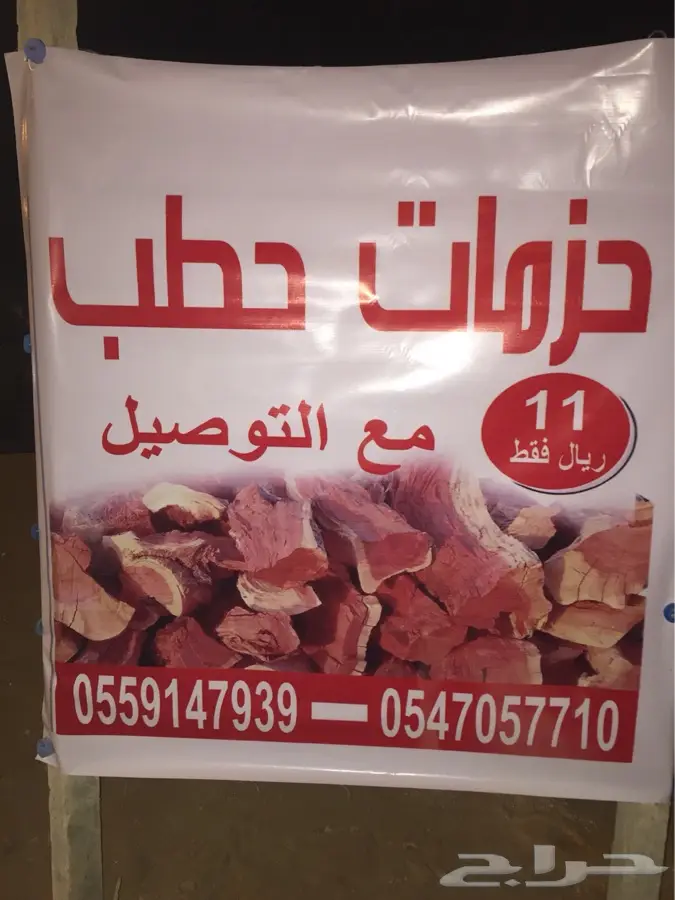 حزمات حطب
11
ريال فقط
مع التوصيل
0559147939 — 0547057710
حراج